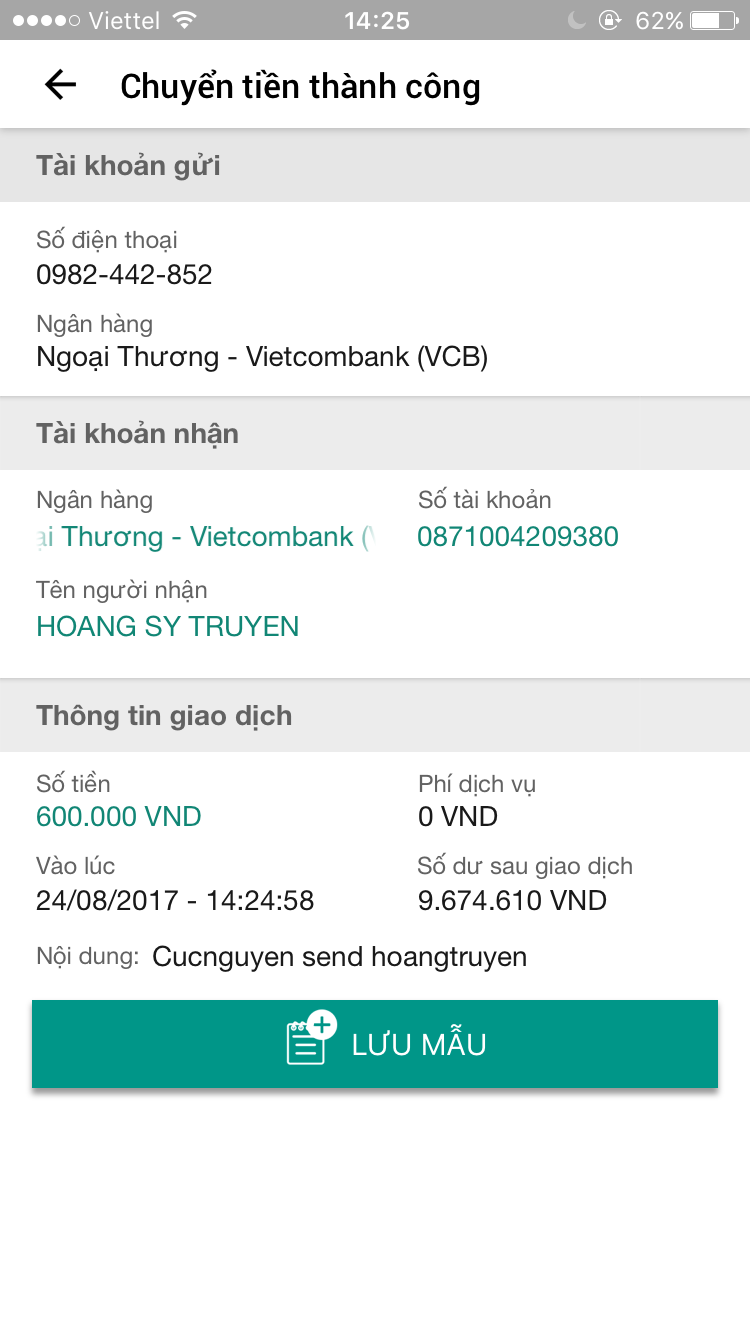 Viettel 14:25 62%
Chuyển tiền thành công
Tài khoản gửi
Số điện thoại
0982-442-852
Ngân hàng
Ngoại Thương - Vietcombank (VCB)
Tài khoản nhận
Ngân hàng Số tài khoản
ại Thương - Vietcombank ( 0871004209380
Tên người nhận
HOANG SY TRUYEN
Thông tin giao dịch
Số tiền Phí dịch vụ
600.000 VND 0 VND
Vào lúc Số dư sau giao dịch
24/08/2017 - 14:24:58 9.674.610 VND
Nội dung: Cucnguyen send hoangtruyen
LƯU MẪU